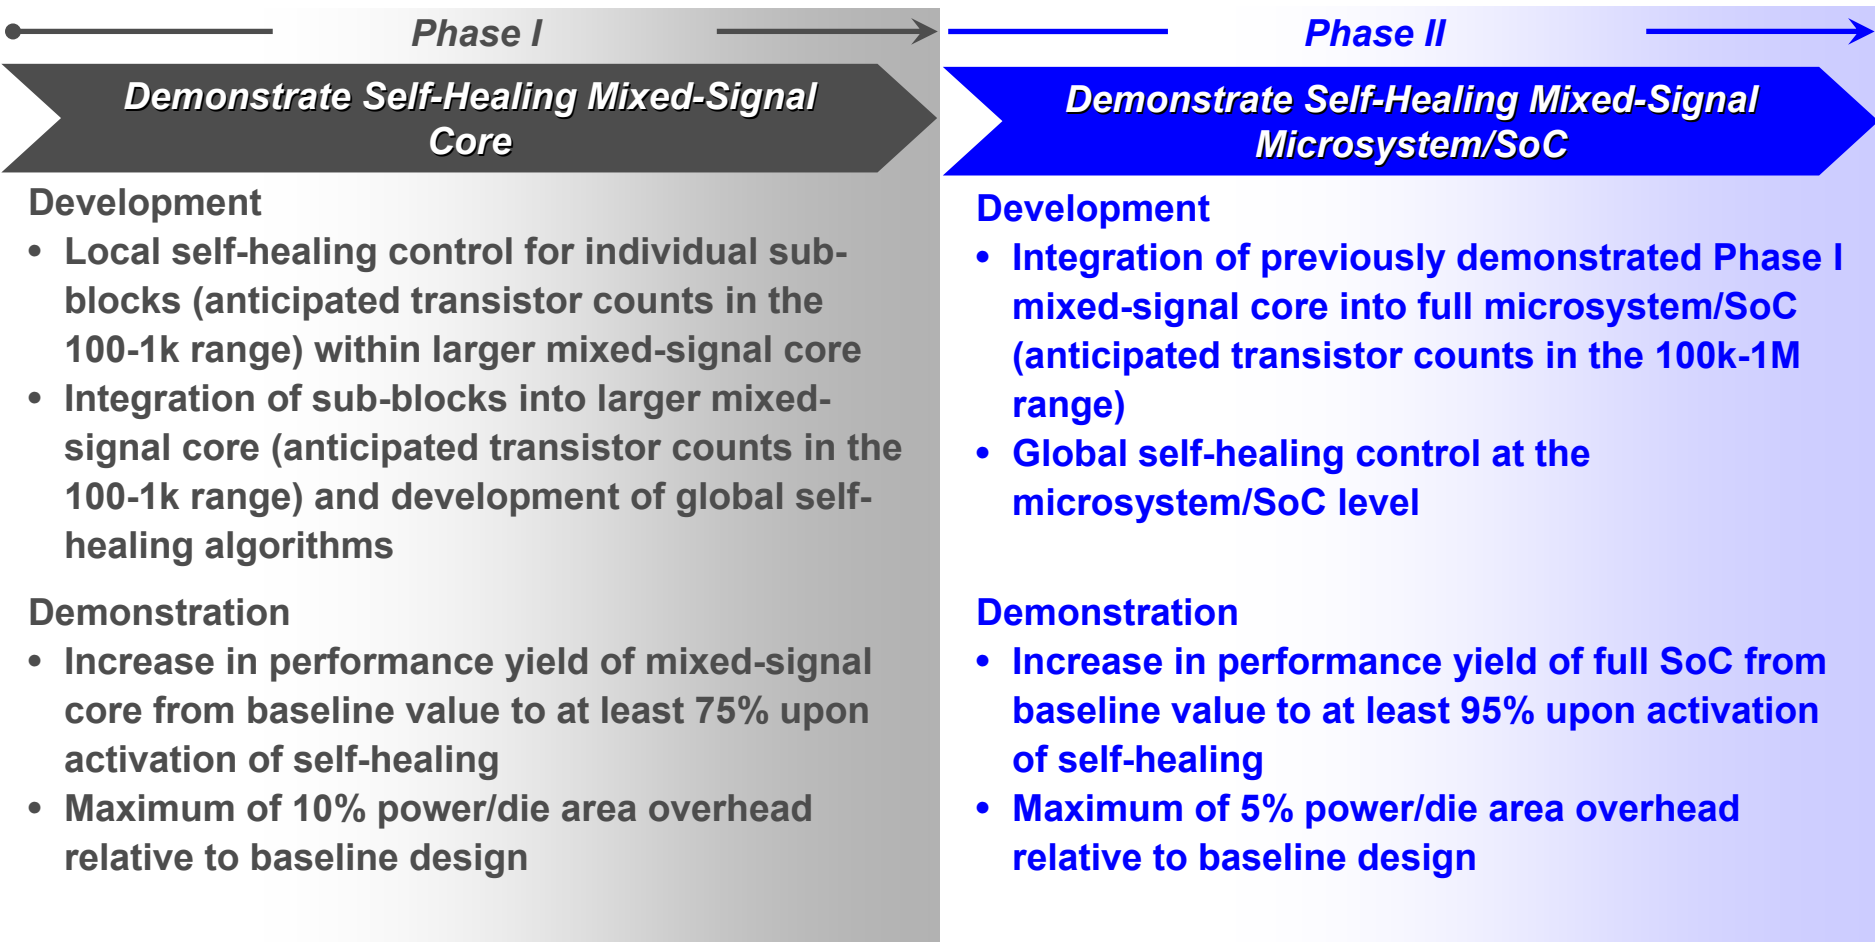 Phase I
Demonstrate Self-Healing Mixed-Signal
Core
Development
• Local self-healing control for individual sub-
blocks (anticipated transistor counts in the
100-1k range) within larger mixed-signal core
• Integration of sub-blocks into larger mixed-
signal core (anticipated transistor counts in the
100-1k range) and development of global self-
healing algorithms
Demonstration
• Increase in performance yield of mixed-signal
core from baseline value to at least 75% upon
activation of self-healing
• Maximum of 10% power/die area overhead
relative to baseline design
Phase II
Demonstrate Self-Healing Mixed-Signal
Microsystem/SoC
Development
• Integration of previously demonstrated Phase I
mixed-signal core into full microsystem/SoC
(anticipated transistor counts in the 100k-1M
range)
• Global self-healing control at the
microsystem/SoC level
Demonstration
• Increase in performance yield of full SoC from
baseline value to at least 95% upon activation
of self-healing
• Maximum of 5% power/die area overhead
relative to baseline design